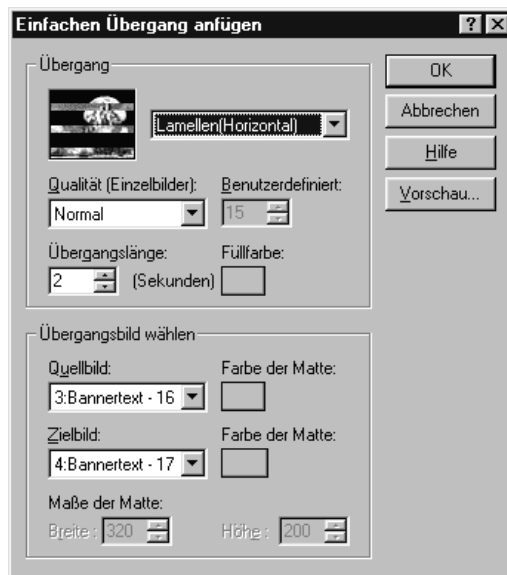 Einfachen Übergang anfügen
Übergang
Lamellen(Horizontal)
Qualität (Einzelbilder): Benutzerdefiniert:
Normal 15
Übergangslänge: Füllfarbe:
2 (Sekunden)
Übergangsbild wählen
Quellbild: Farbe der Matte:
3:Bannertext - 16
Zielbild: Farbe der Matte:
4:Bannertext - 17
Maße der Matte:
Breite : 320 Höhe : 200
OK
Abbrechen
Hilfe
Vorschau...